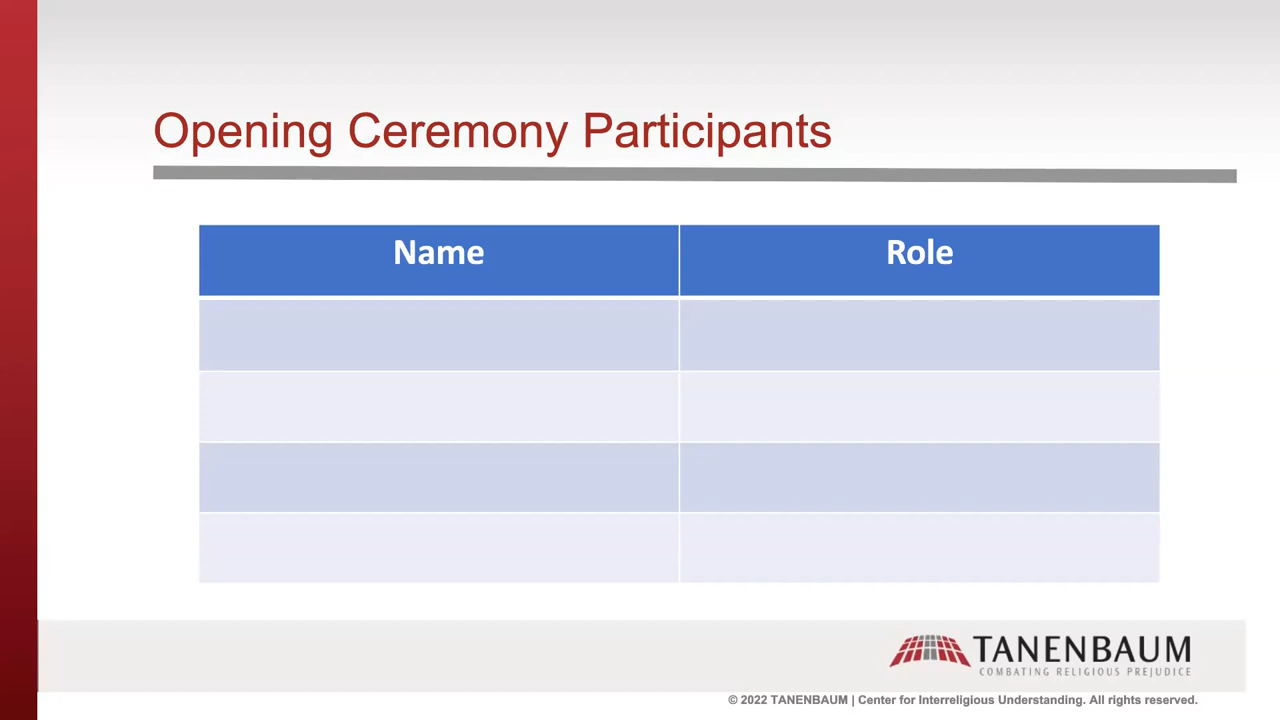 Opening Ceremony Participants
Name Role
TANENBAUM
COMBATING RELIGIOUS PREJUDICE
© 2022 TANENBAUM | Center for Interreligious Understanding. All rights reserved.